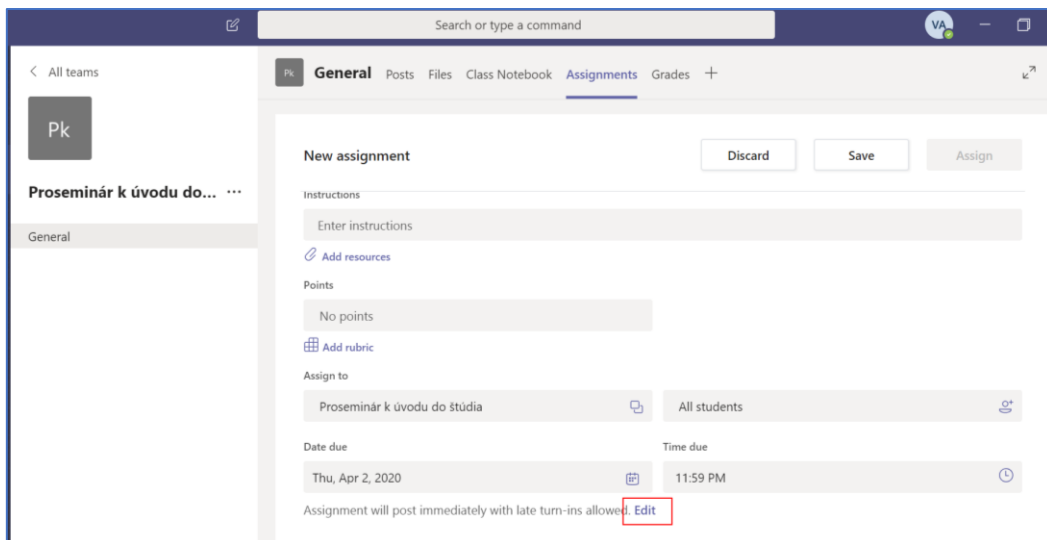 Search or type a command
VA
All teams
Pk
Proseminár k úvodu do... ...
General
Pk General Posts Files Class Notebook Assignments Grades +
New assignment
Discard Save Assign
Instructions
Enter instructions
Add resources
Points
No points
Add rubric
Assign to
Proseminár k úvodu do štúdia All students
Date due Time due
Thu, Apr 2, 2020 11:59 PM
Assignment will post immediately with late turn-ins allowed. Edit